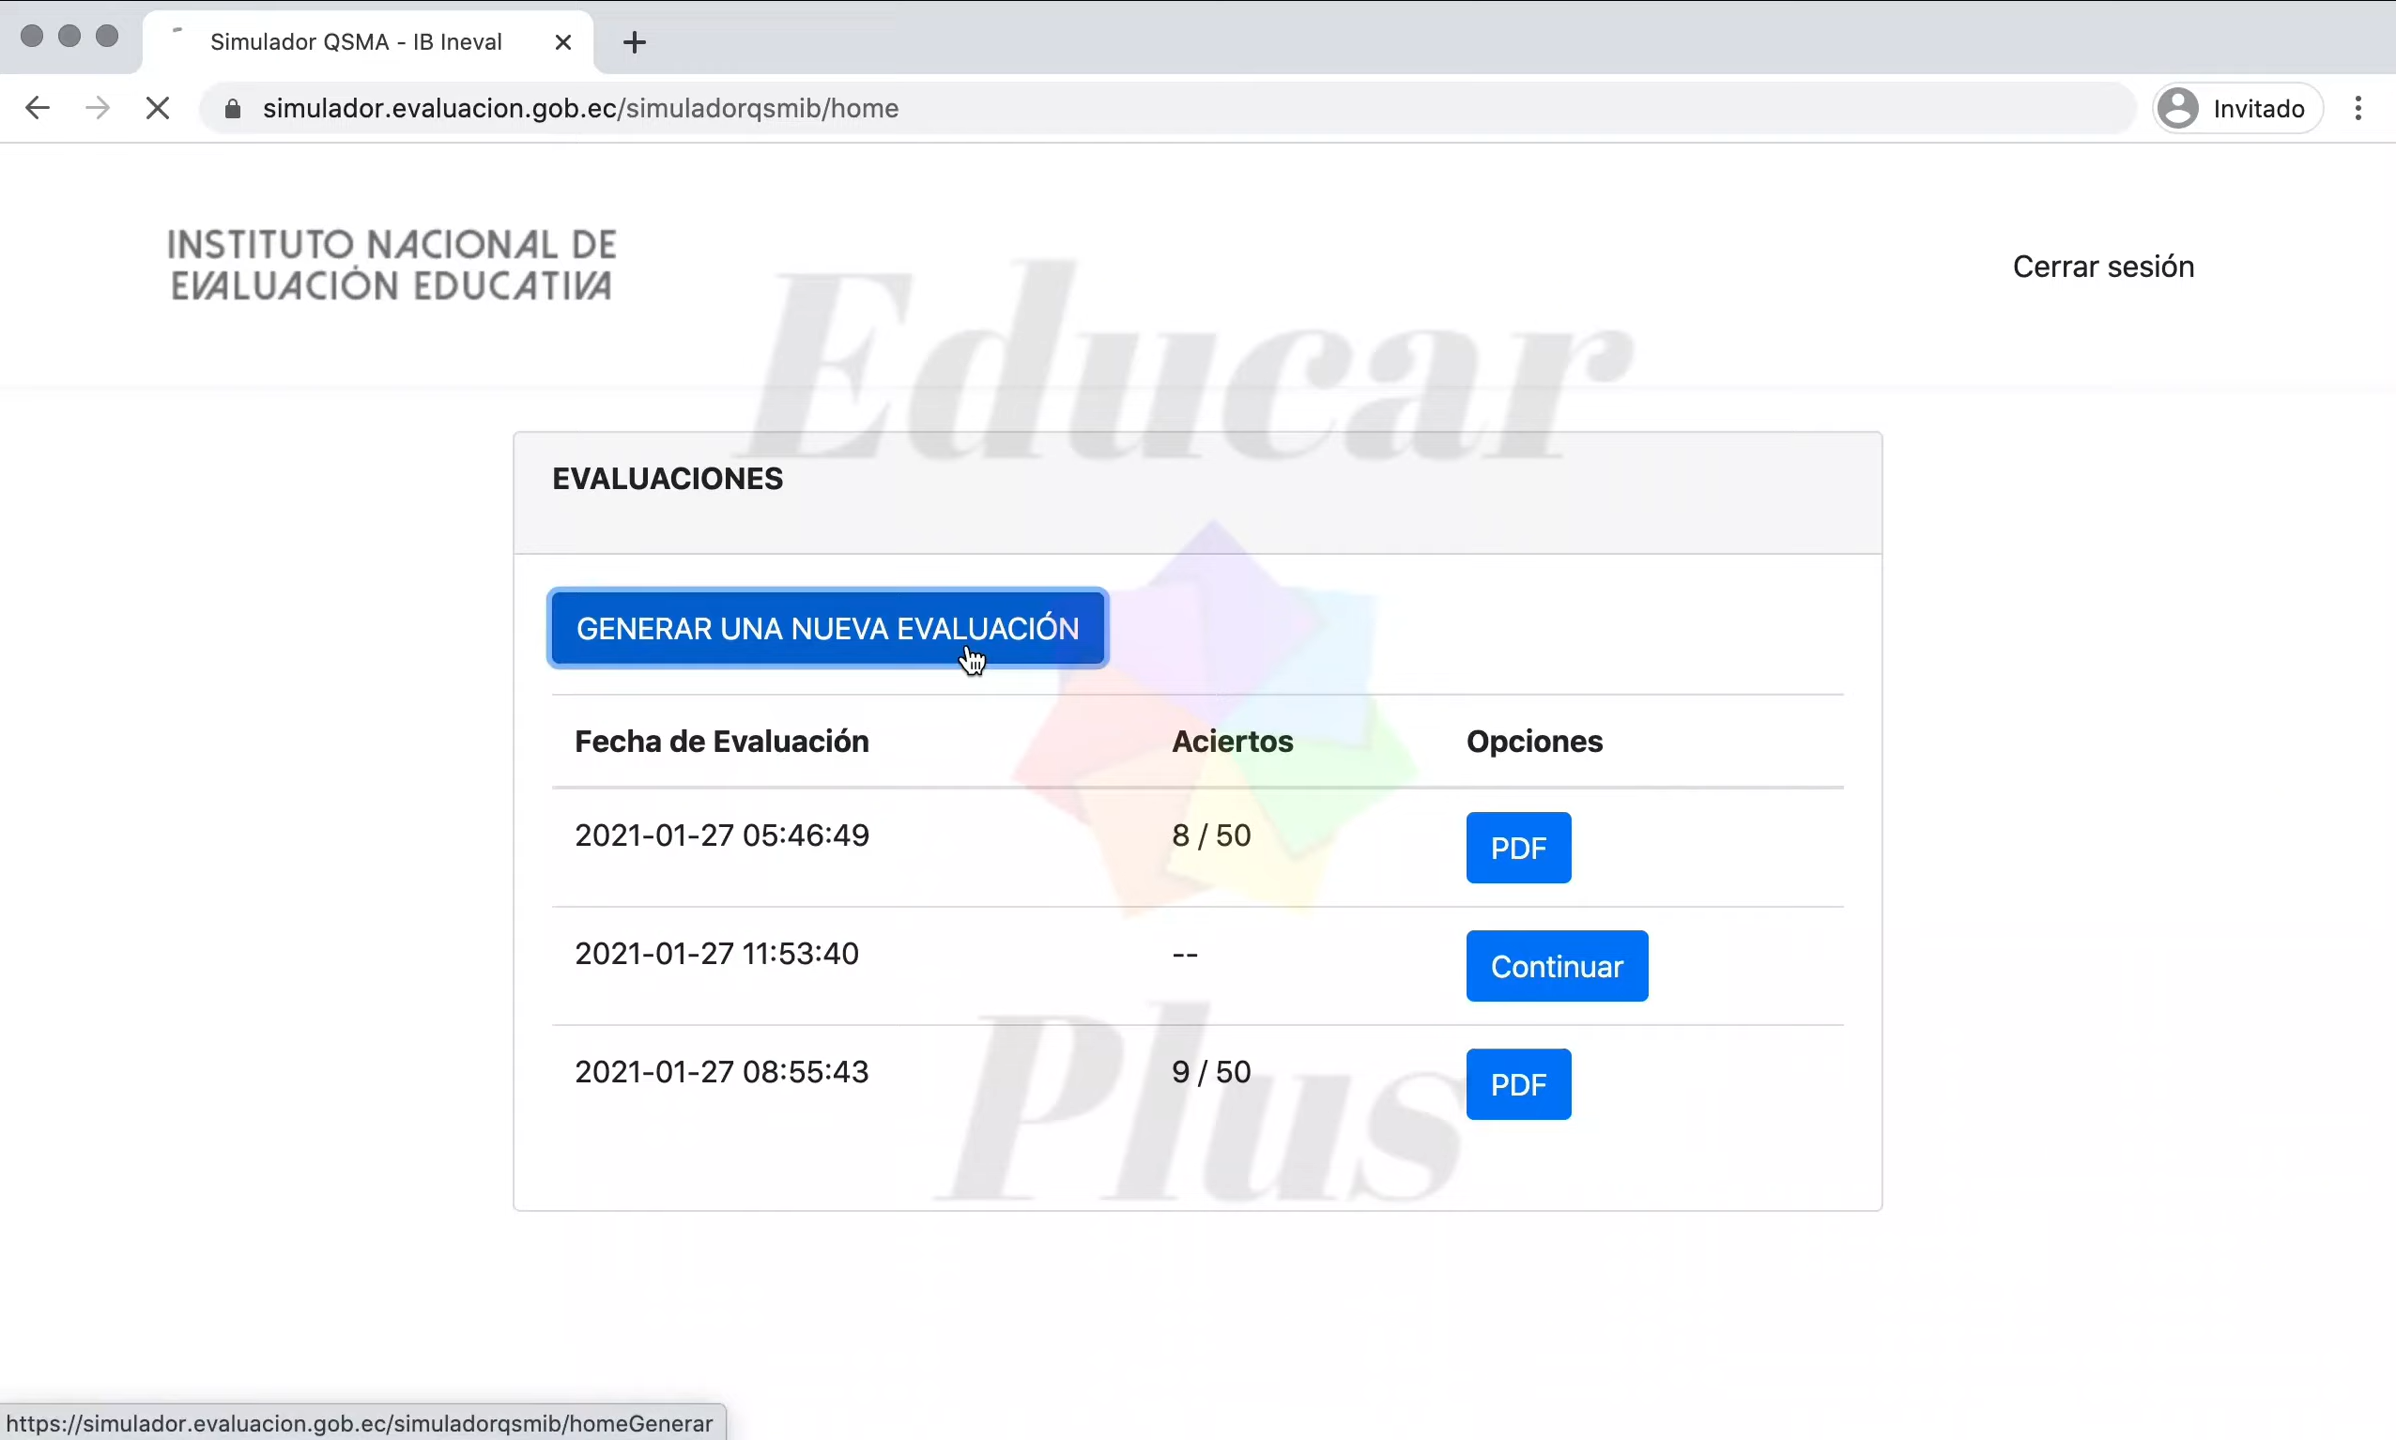 Simulador QSMA - IB Ineval
simulador.evaluacion.gob.ec/simuladorqsmib/home
Invitado
INSTITUTO NACIONAL DE
EVALUACIÓN EDUCATIVA
Cerrar sesión
Educar
EVALUACIONES
GENERAR UNA NUEVA EVALUACIÓN
Fecha de Evaluación Aciertos Opciones
2021-01-27 05:46:49 8 / 50 PDF
2021-01-27 11:53:40 -- Continuar
2021-01-27 08:55:43 9 / 50 PDF
Plus
https://simulador.evaluacion.gob.ec/simuladorqsmib/homeGenerar